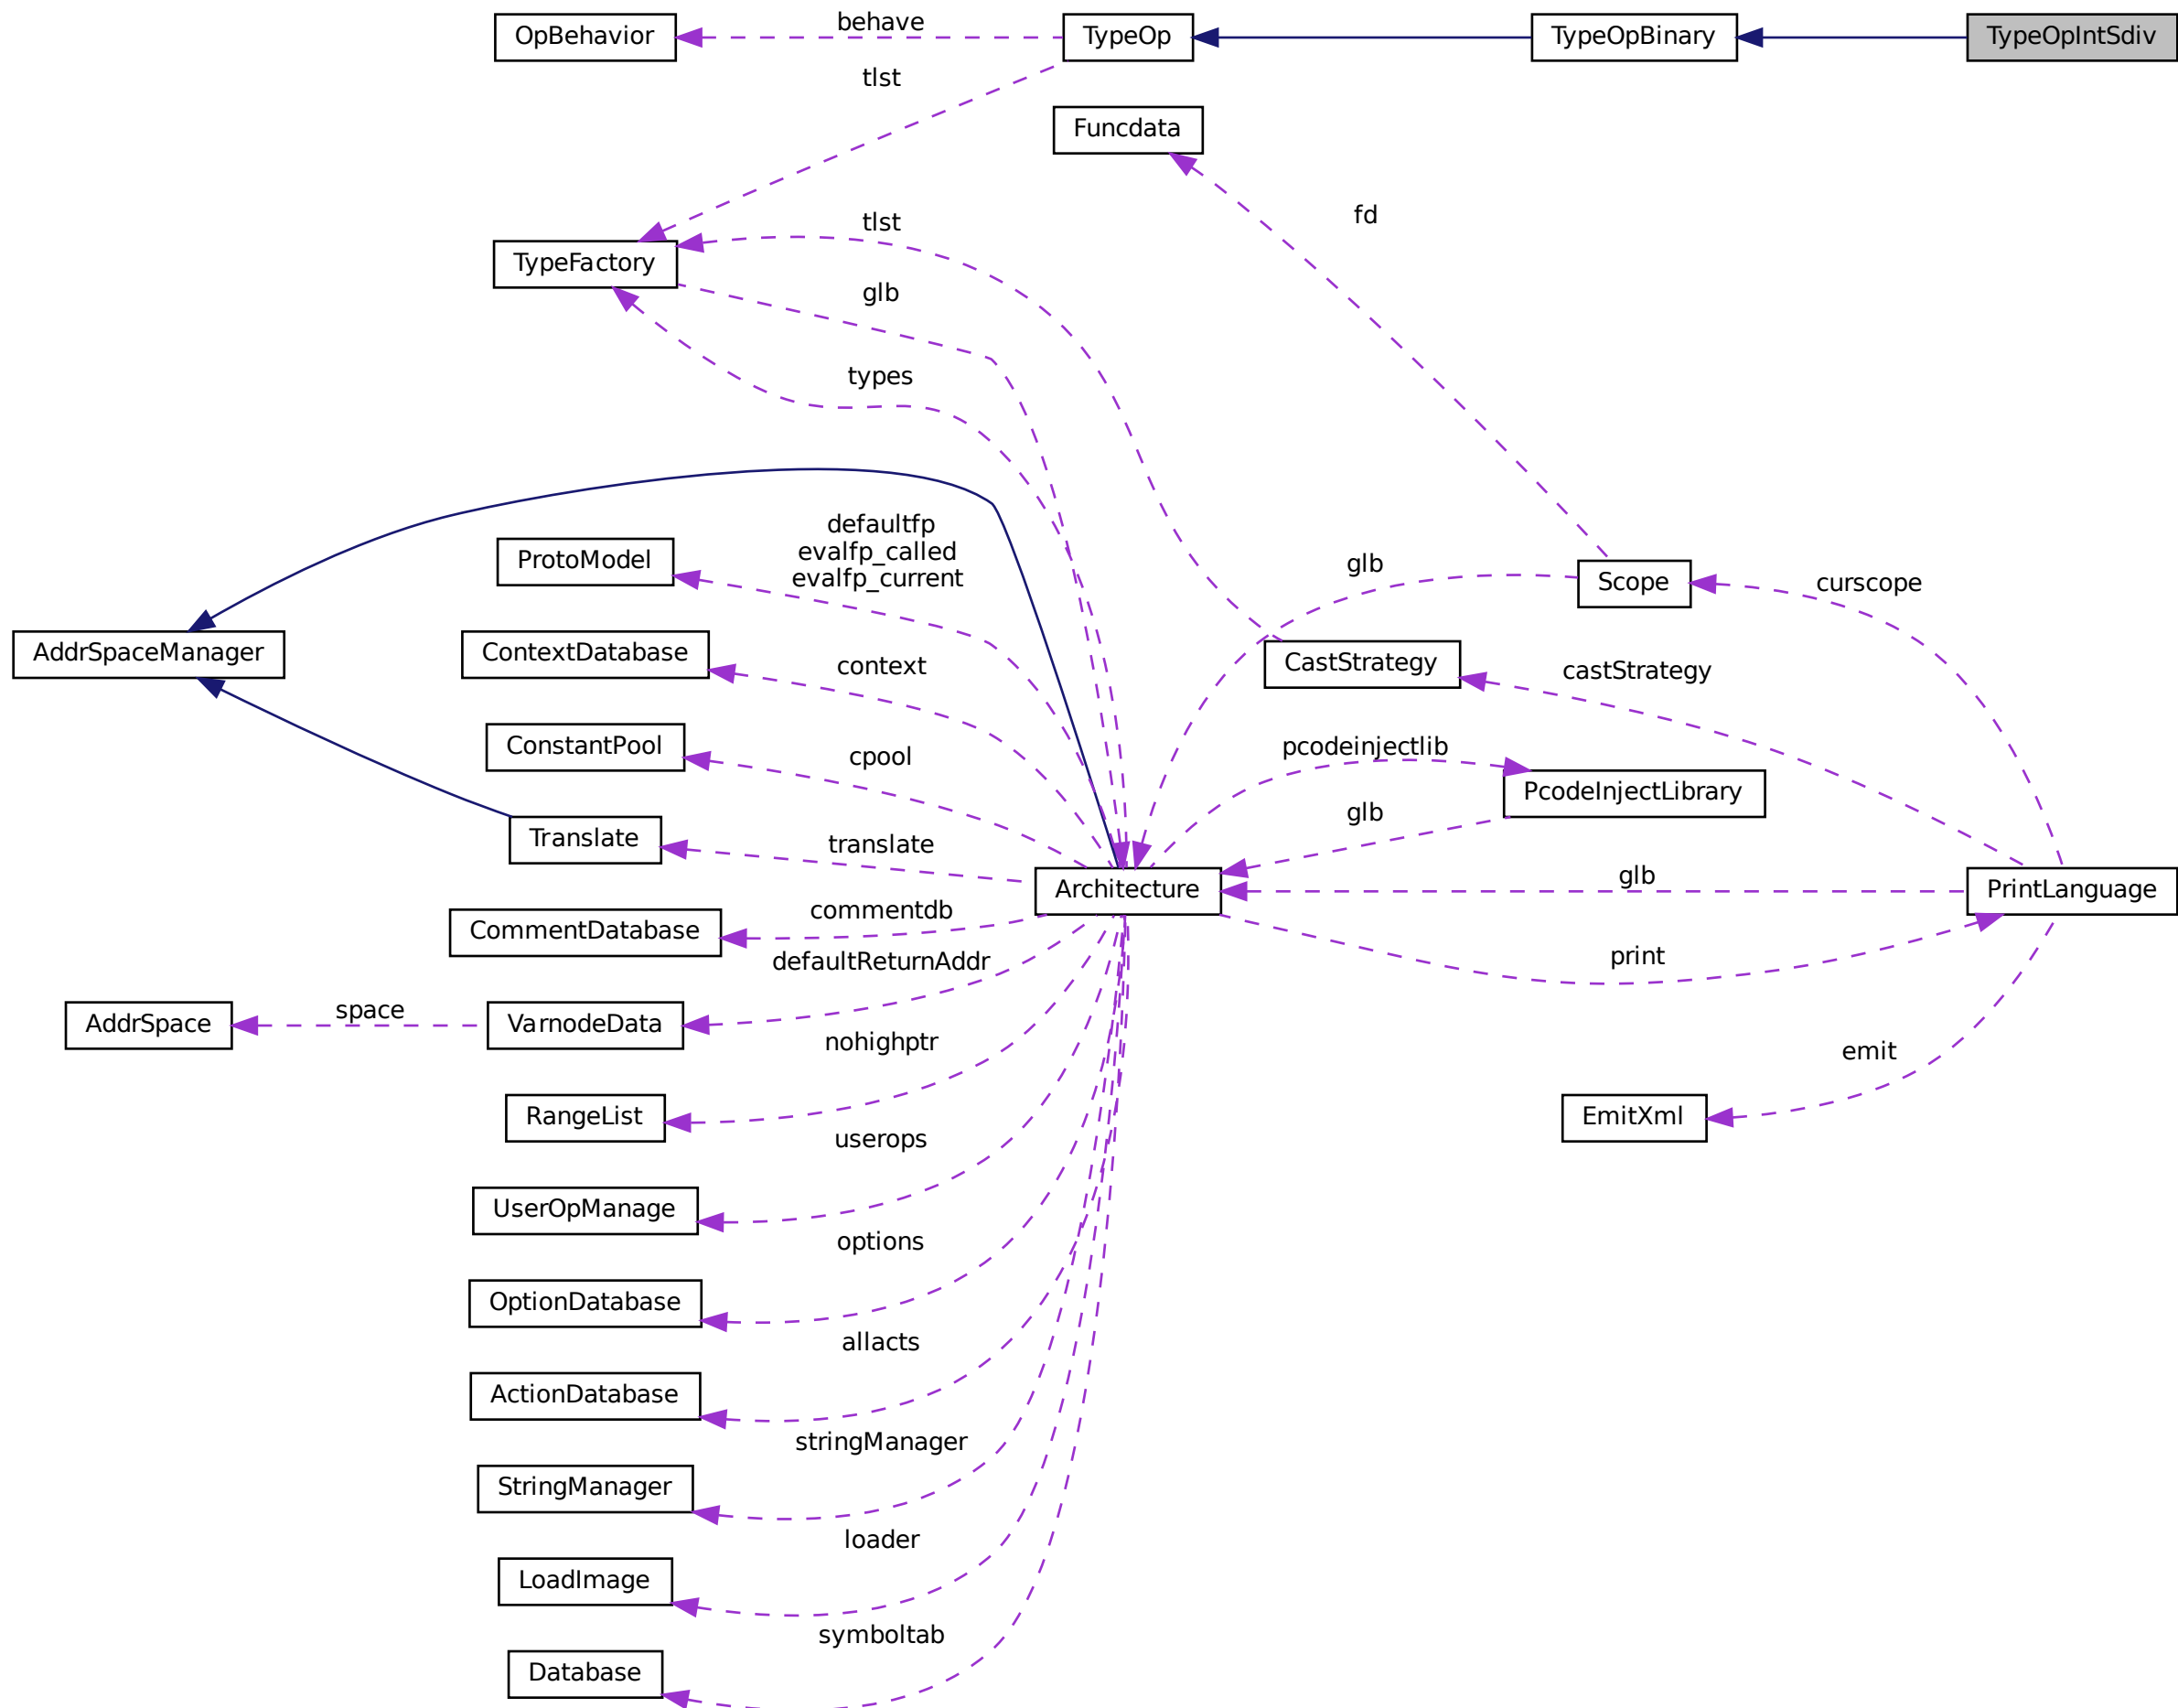 OpBehavior
behave
TypeOp
TypeOpBinary
TypeOpIntSdiv
tlst
Funcdata
tlst
fd
TypeFactory
glb
types
defaultfp
evalfp_called
evalfp_current
ProtoModel
glb
Scope
curscope
AddrSpaceManager
ContextDatabase
context
CastStrategy
castStrategy
ConstantPool
cpool
pcodeinjectlib
PcodeInjectLibrary
glb
Translate
translate
Architecture
glb
PrintLanguage
CommentDatabase
commentdb
defaultReturnAddr
print
AddrSpace
space
VarnodeData
nohighptr
emit
RangeList
userops
EmitXml
UserOpManage
options
OptionDatabase
allacts
ActionDatabase
stringManager
StringManager
loader
LoadImage
symboltab
Database